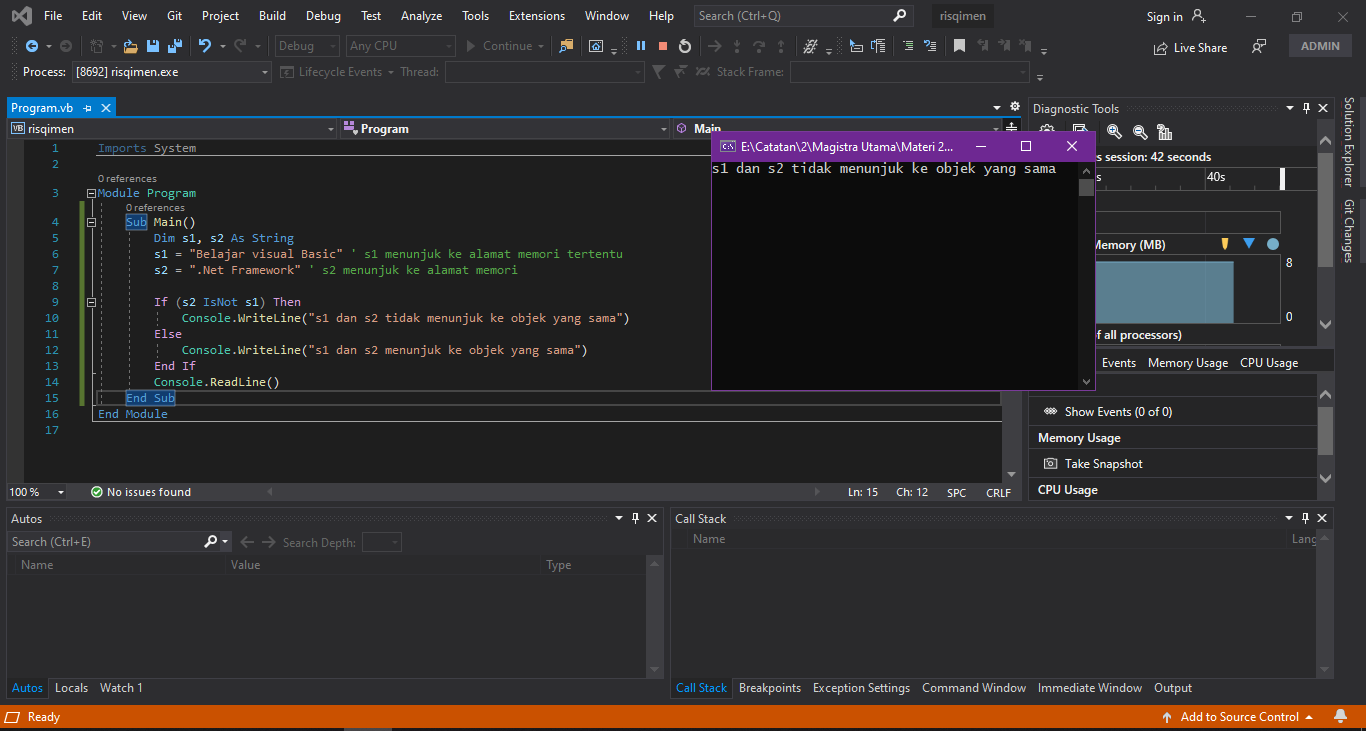 File Edit View Git Project Build Debug Test Analyze Tools Extensions Window Help Search (Ctrl+Q) risqimen Sign in
Debug Any CPU Continue Live Share ADMIN
Process: [8692] risqimen.exe Lifecycle Events Thread: Stack Frame:
Program.vb
VB risqimen Program Main
1 Imports System
2
0 references
3 Module Program
0 references
4 Sub Main()
5 Dim s1, s2 As String
6 s1 = "Belajar visual Basic" ' s1 menunjuk ke alamat memori tertentu
7 s2 = ".Net Framework" ' s2 menunjuk ke alamat memori
8
9 If (s2 IsNot s1) Then
10 Console.WriteLine("s1 dan s2 tidak menunjuk ke objek yang sama")
11 Else
12 Console.WriteLine("s1 dan s2 menunjuk ke objek yang sama")
13 End If
14 Console.ReadLine()
15 End Sub
16 End Module
17
100 % No issues found Ln: 15 Ch: 12 SPC CRLF
C:\ E:\Catatan\2\Magistra Utama\Materi 2...
s1 dan s2 tidak menunjuk ke objek yang sama
Diagnostic Tools
s session: 42 seconds
s 40s
Memory (MB)
8
0
f all processors)
Events Memory Usage CPU Usage
Show Events (0 of 0)
Memory Usage
Take Snapshot
CPU Usage
Solution Explorer
Git Changes
Autos
Search (Ctrl+E) Search Depth:
Name Value Type
Autos Locals Watch 1
Call Stack
Name Lang
Call Stack Breakpoints Exception Settings Command Window Immediate Window Output
Ready Add to Source Control